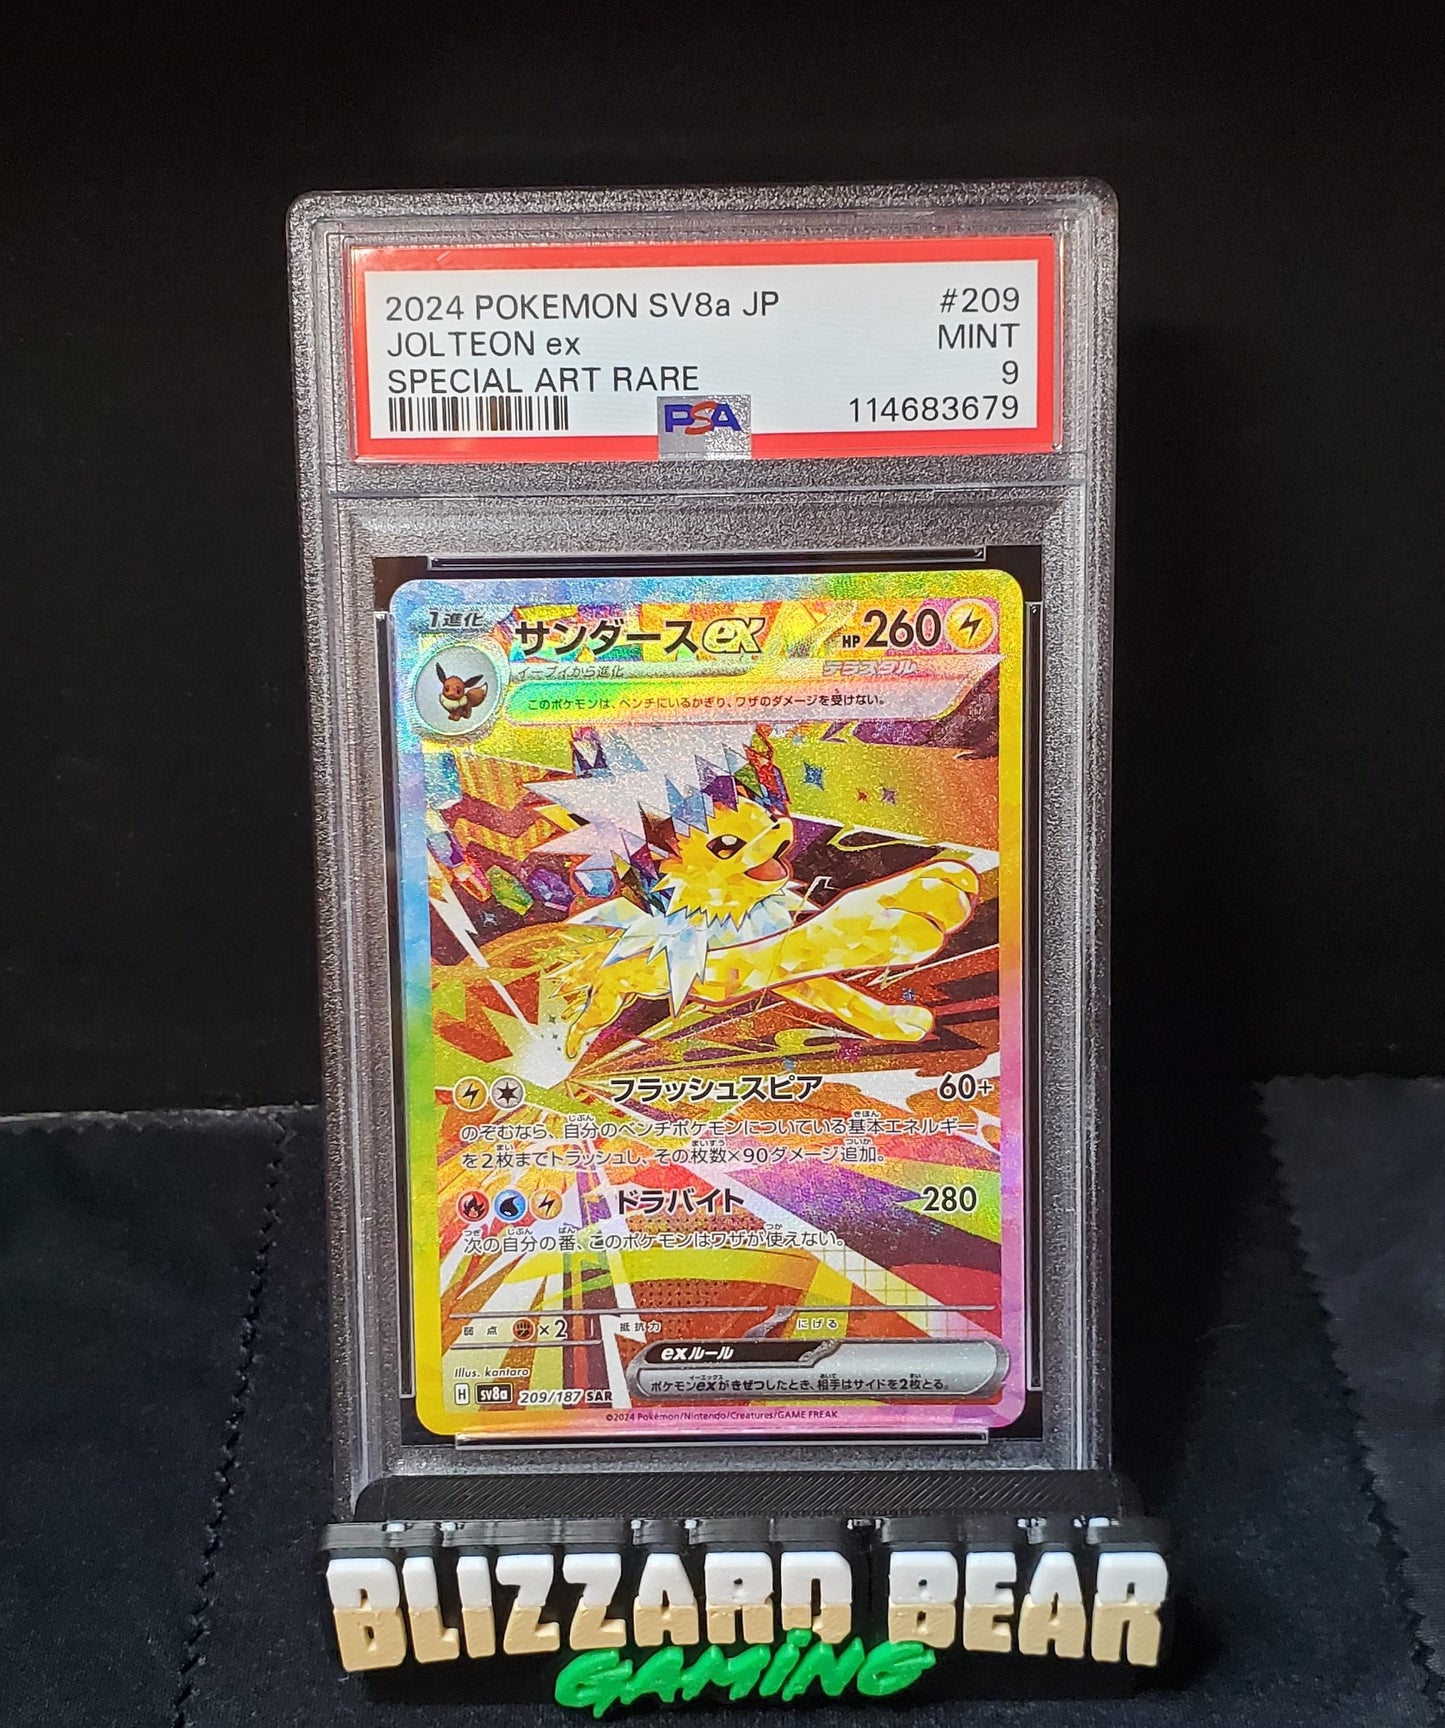 2024 POKEMON SV8a JP #209
JOLTEON ex MINT
SPECIAL ART RARE 9
PSA 114683679
1進化 サンダースex HP260
イーブイから進化 テラスタル
このポケモンは、ベンチにいるかぎり、ワザのダメージを受けない。
フラッシュスピア 60+
のぞむなら、自分のベンチポケモンについている基本エネルギー
を2枚までトラッシュし、その枚数×90ダメージ追加。
ドラバイト 280
次の自分の番、このポケモンはワザが使えない。
弱点 ×2 抵抗力 にげる
exルール
ポケモンexがきぜつしたとき、相手はサイドを2枚とる。
Illus. kantaro
H sv8a 209/187 SAR
©2024 Pokémon/Nintendo/Creatures/GAME FREAK
BLIZZARD BEAR
GAMING